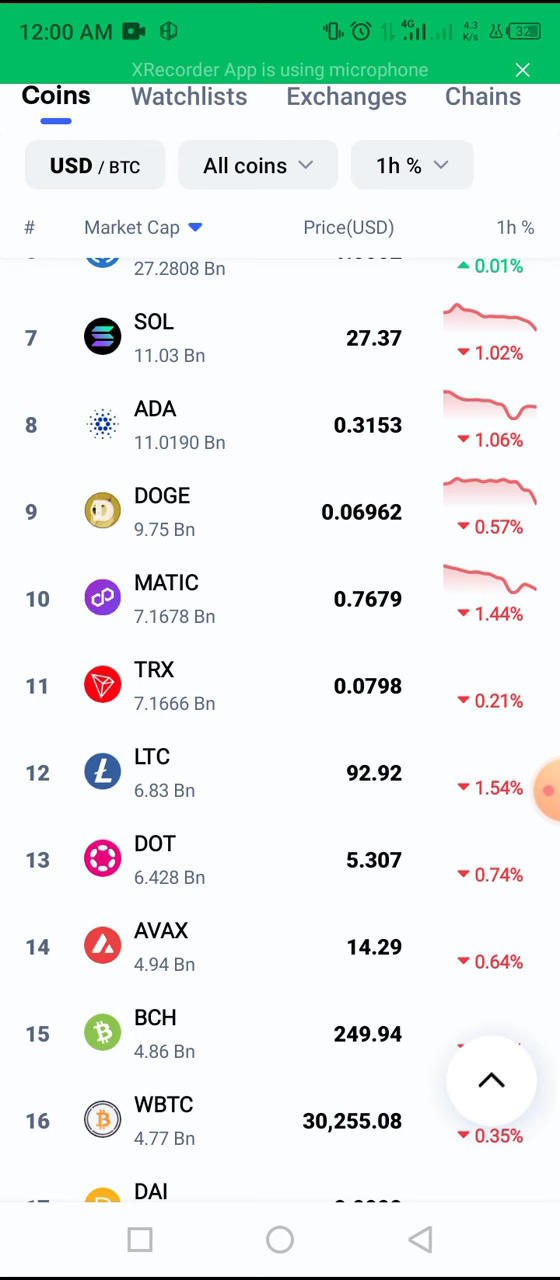 12:00 AM 4G 4.3 K/s 32
XRecorder App is using microphone
Coins Watchlists Exchanges Chains
USD / BTC All coins 1h %
# Market Cap Price(USD) 1h %
27.2808 Bn 0.01%
7 SOL 11.03 Bn 27.37 1.02%
8 ADA 11.0190 Bn 0.3153 1.06%
9 DOGE 9.75 Bn 0.06962 0.57%
10 MATIC 7.1678 Bn 0.7679 1.44%
11 TRX 7.1666 Bn 0.0798 0.21%
12 LTC 6.83 Bn 92.92 1.54%
13 DOT 6.428 Bn 5.307 0.74%
14 AVAX 4.94 Bn 14.29 0.64%
15 BCH 4.86 Bn 249.94
16 WBTC 4.77 Bn 30,255.08 0.35%
DAI